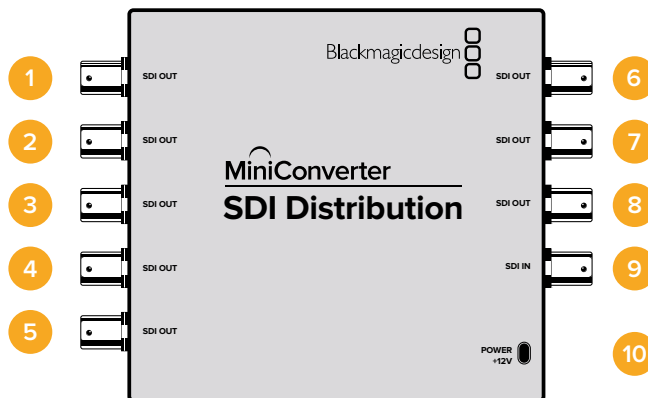 Blackmagicdesign
1
SDI OUT
SDI OUT
6
2
SDI OUT
SDI OUT
7
MiniConverter
3
SDI OUT
SDI Distribution
SDI OUT
8
4
SDI OUT
SDI IN
9
5
SDI OUT
POWER
+12V
10